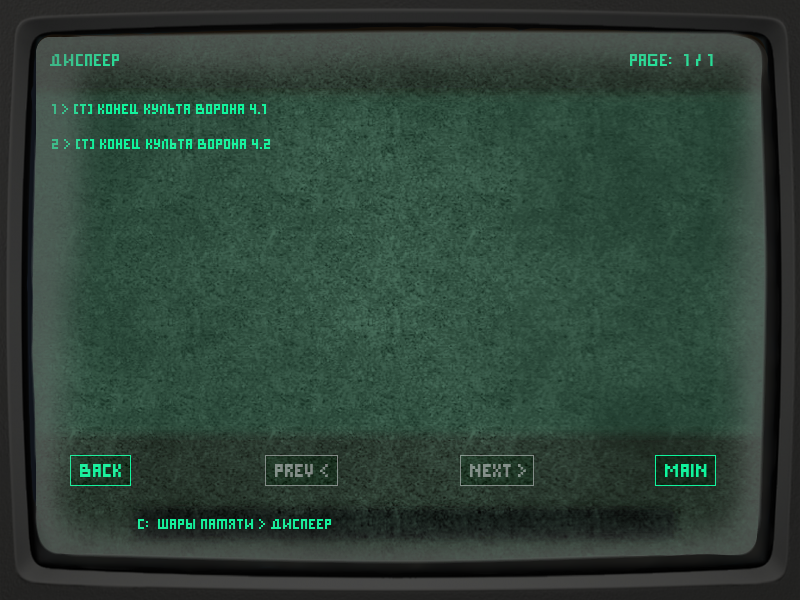 ДИСПЕЕР
PAGE: 1 / 1
1 > [T] КОНЕЦ КУЛЬТА ВОРОНА 4.1
2 > [T] КОНЕЦ КУЛЬТА ВОРОНА 4.2
BACK
PREV <
NEXT >
MAIN
C: ШАРЫ ПАМЯТИ > ДИСПЕЕР